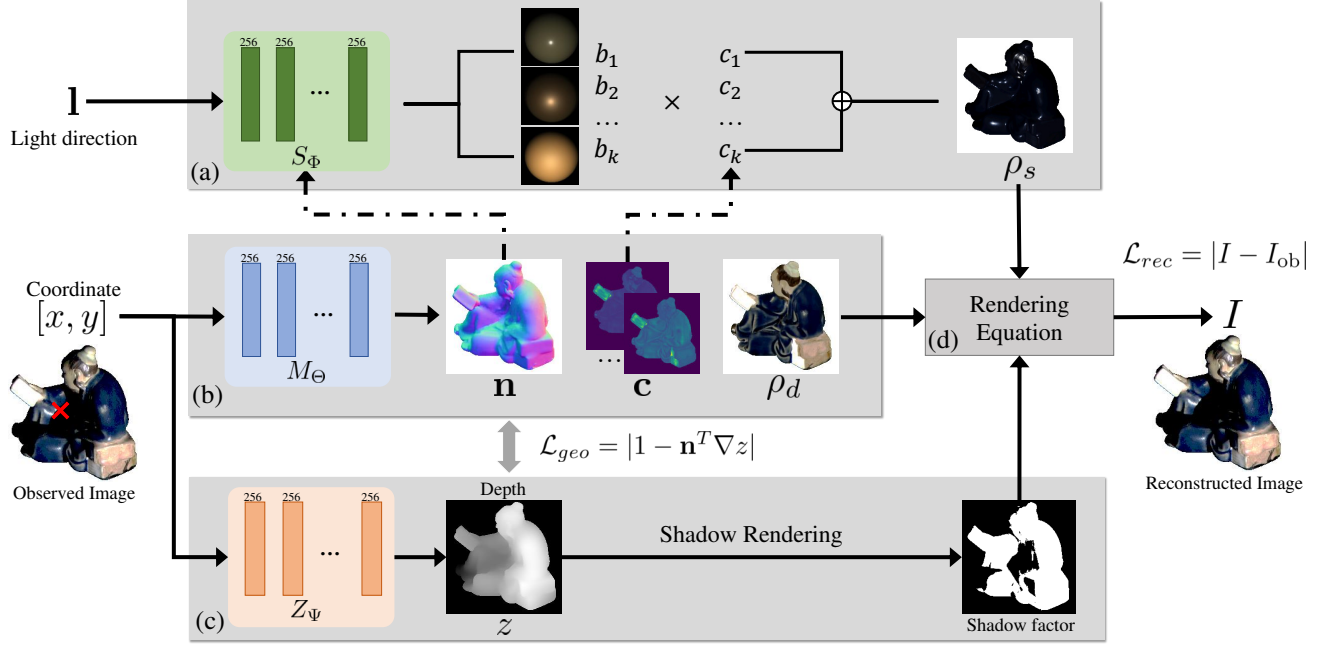 256 256 256
...
S_Φ
(a)
l
Light direction
b_1
b_2
...
b_k
×
c_1
c_2
...
c_k
ρ_s
256 256 256
...
M_Θ
(b)
Coordinate
[x, y]
Observed Image
n
...
c
ρ_d
L_rec = |I − I_ob|
Rendering
Equation
(d)
I
Reconstructed Image
L_geo = |1 − n^T ∇z|
256 256 256
...
Z_Ψ
(c)
Depth
z
Shadow Rendering
Shadow factor